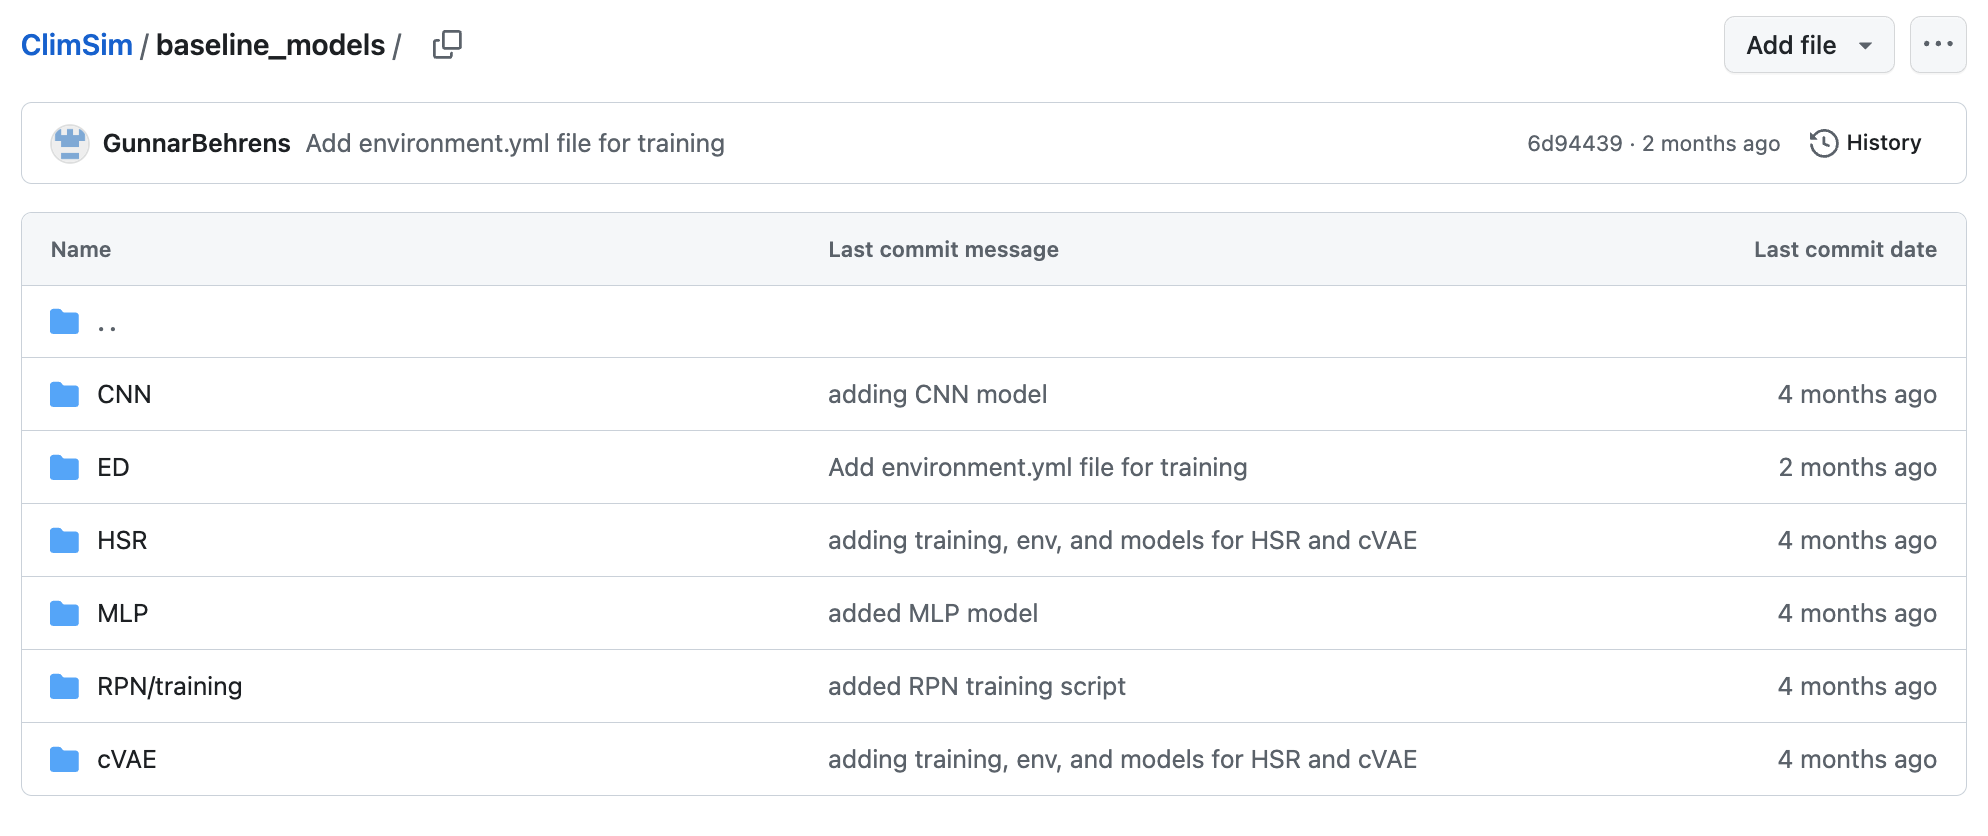 ClimSim / baseline_models /
Add file
GunnarBehrens Add environment.yml file for training 6d94439 · 2 months ago History
Name Last commit message Last commit date
..
CNN adding CNN model 4 months ago
ED Add environment.yml file for training 2 months ago
HSR adding training, env, and models for HSR and cVAE 4 months ago
MLP added MLP model 4 months ago
RPN/training added RPN training script 4 months ago
cVAE adding training, env, and models for HSR and cVAE 4 months ago